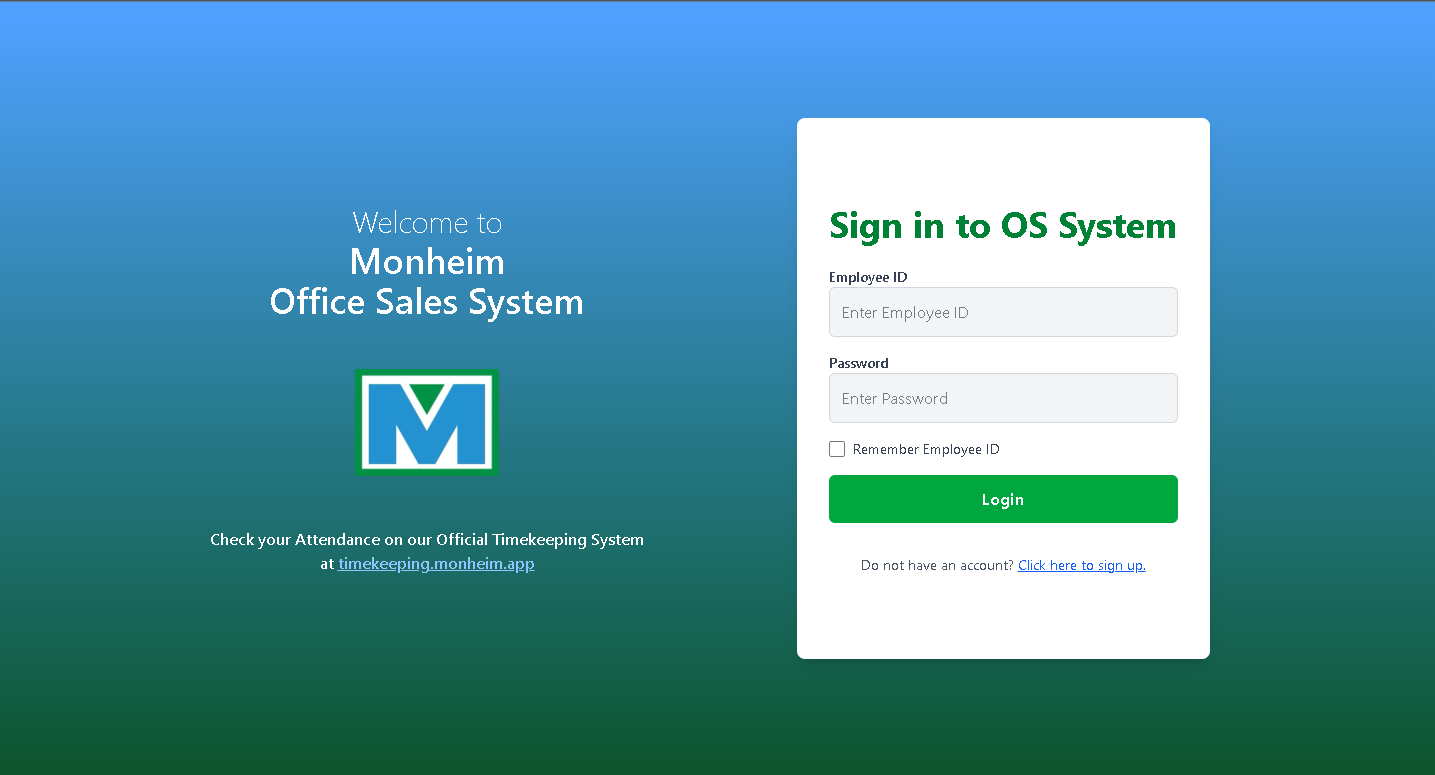 Welcome to
Monheim
Office Sales System
M
Check your Attendance on our Official Timekeeping System
at timekeeping.monheim.app
Sign in to OS System
Employee ID
Enter Employee ID
Password
Enter Password
Remember Employee ID
Login
Do not have an account? Click here to sign up.